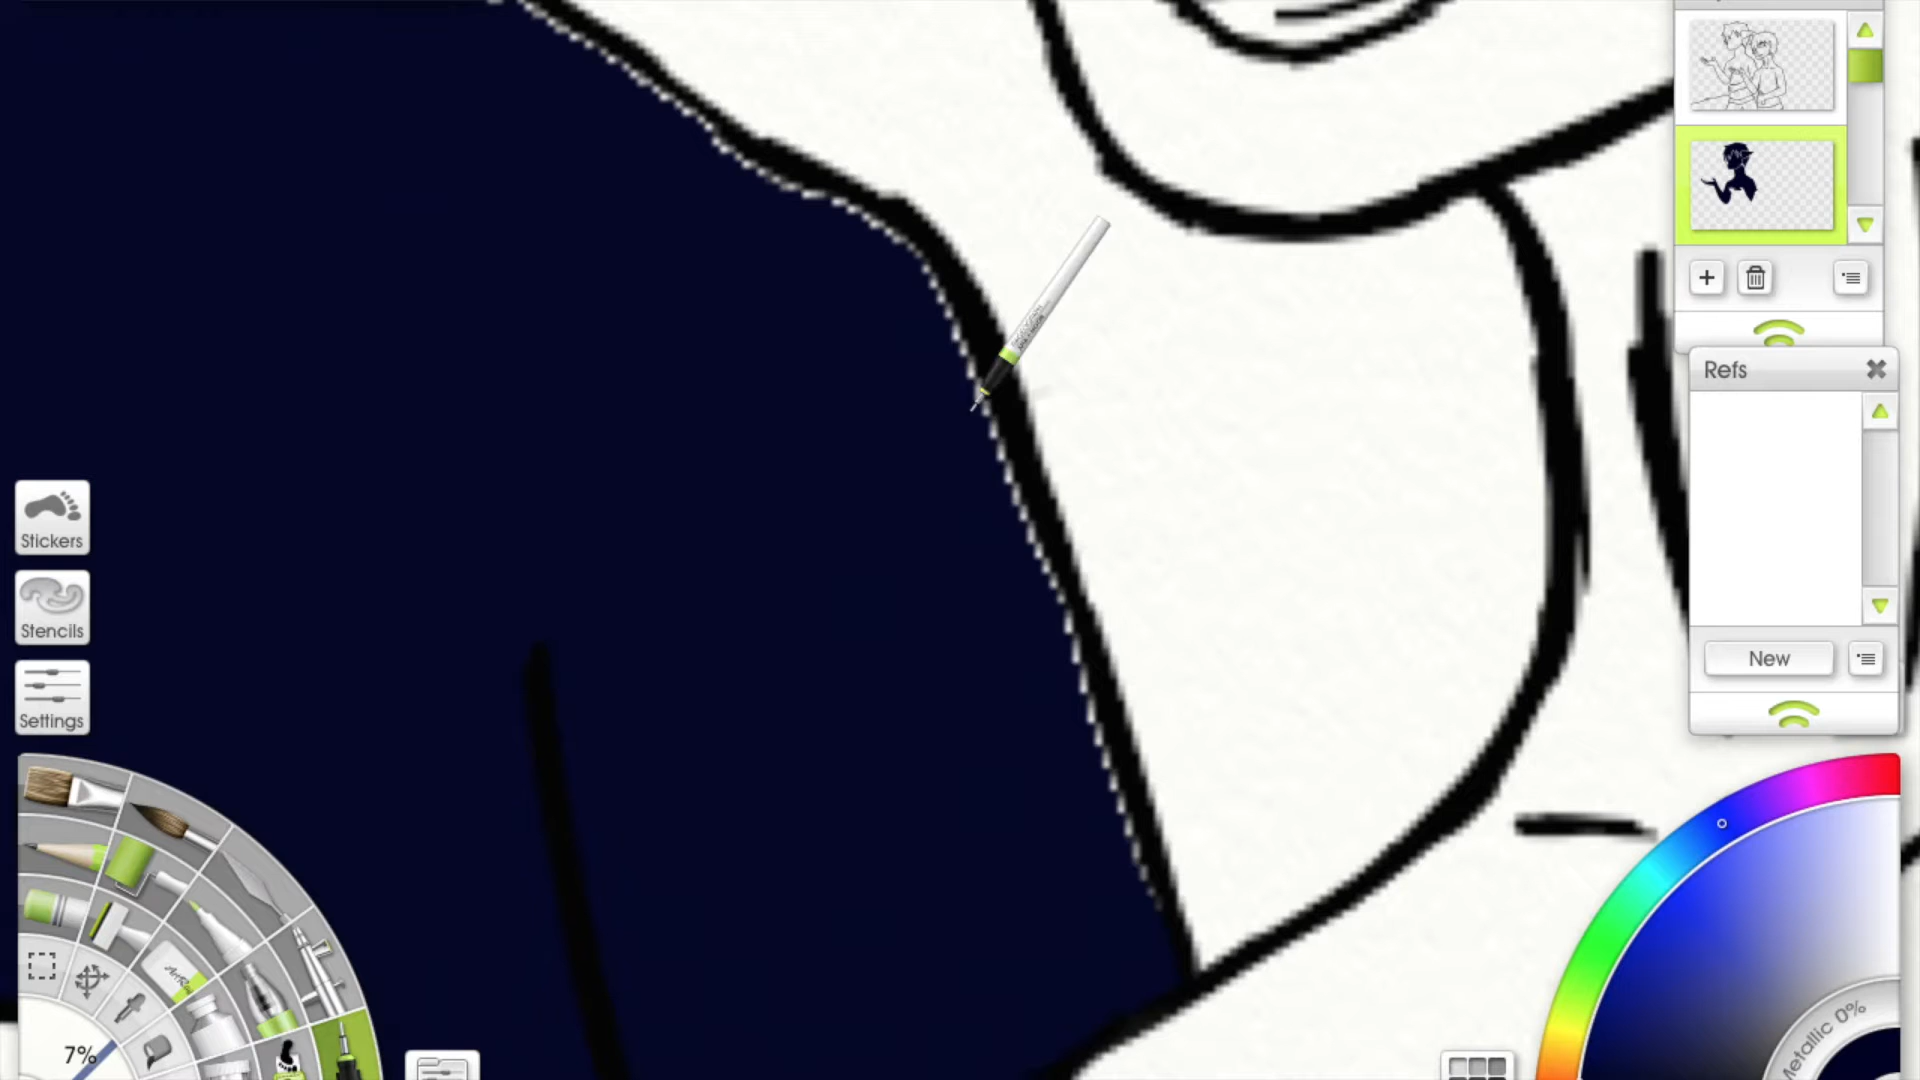 Refs
Stickers
Stencils
New
Settings
Metallic 0%
7%